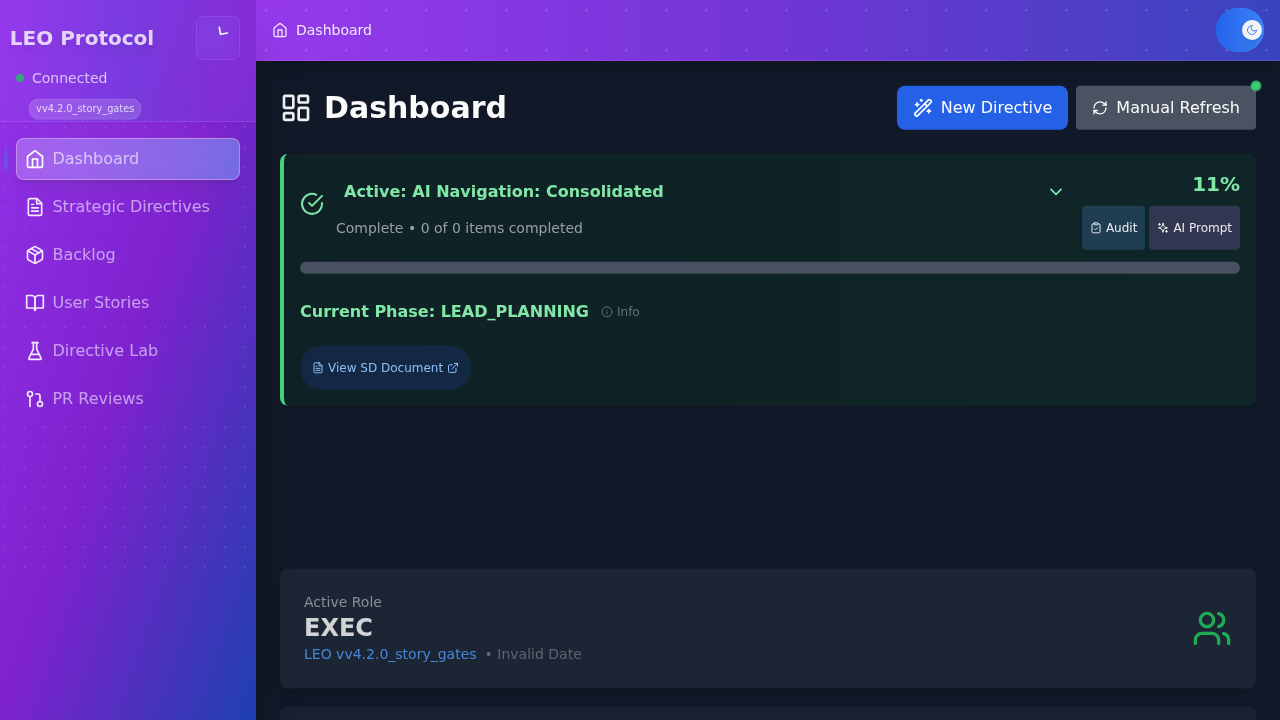 LEO Protocol
Connected
vv4.2.0_story_gates
Dashboard
Strategic Directives
Backlog
User Stories
Directive Lab
PR Reviews
Dashboard
Dashboard
New Directive
Manual Refresh
Active: AI Navigation: Consolidated
11%
Complete • 0 of 0 items completed
Audit
AI Prompt
Current Phase: LEAD_PLANNING
Info
View SD Document
Active Role
EXEC
LEO vv4.2.0_story_gates • Invalid Date